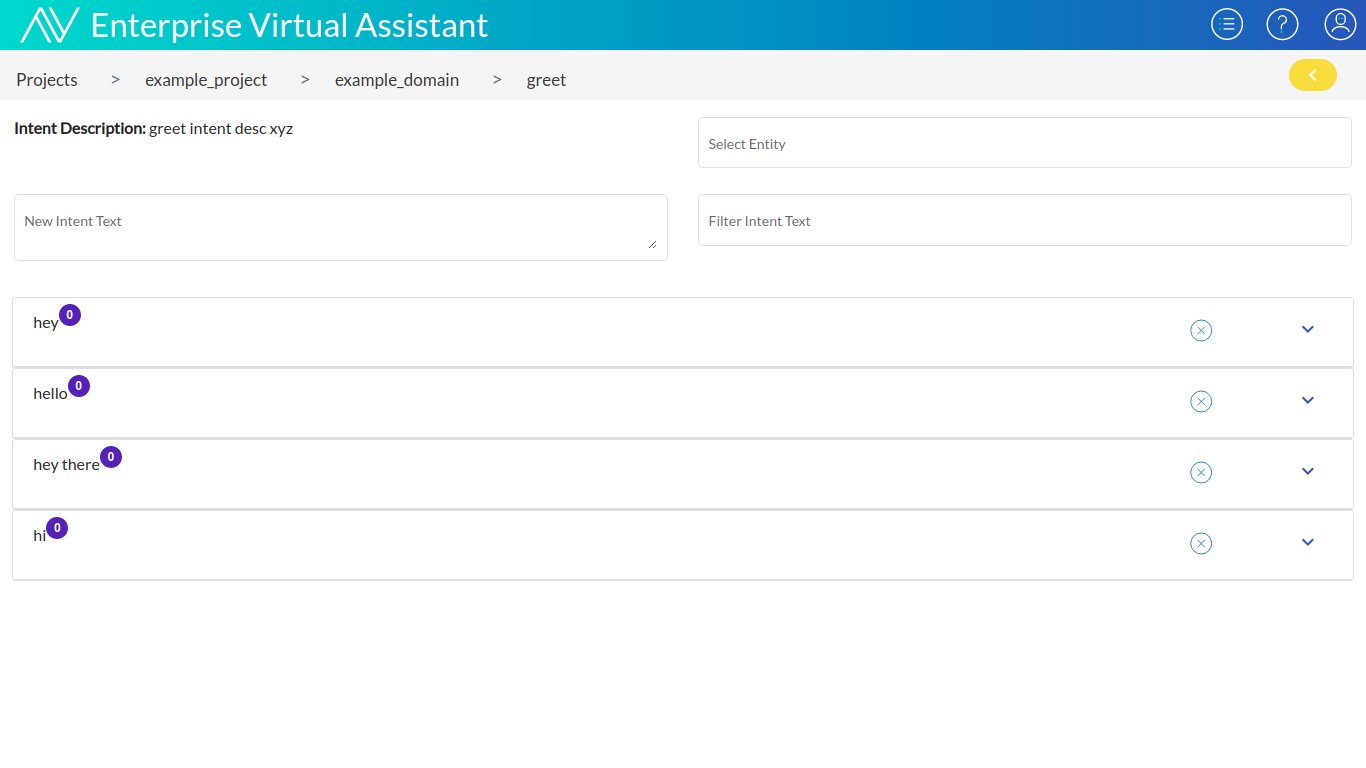 Enterprise Virtual Assistant
?
Projects > example_project > example_domain > greet
Intent Description: greet intent desc xyz
Select Entity
New Intent Text
Filter Intent Text
hey 0
hello 0
hey there 0
hi 0